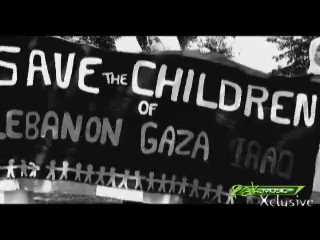 SAVE THE CHILDREN
OF
LEBANON GAZA IRAQ
Xclusive